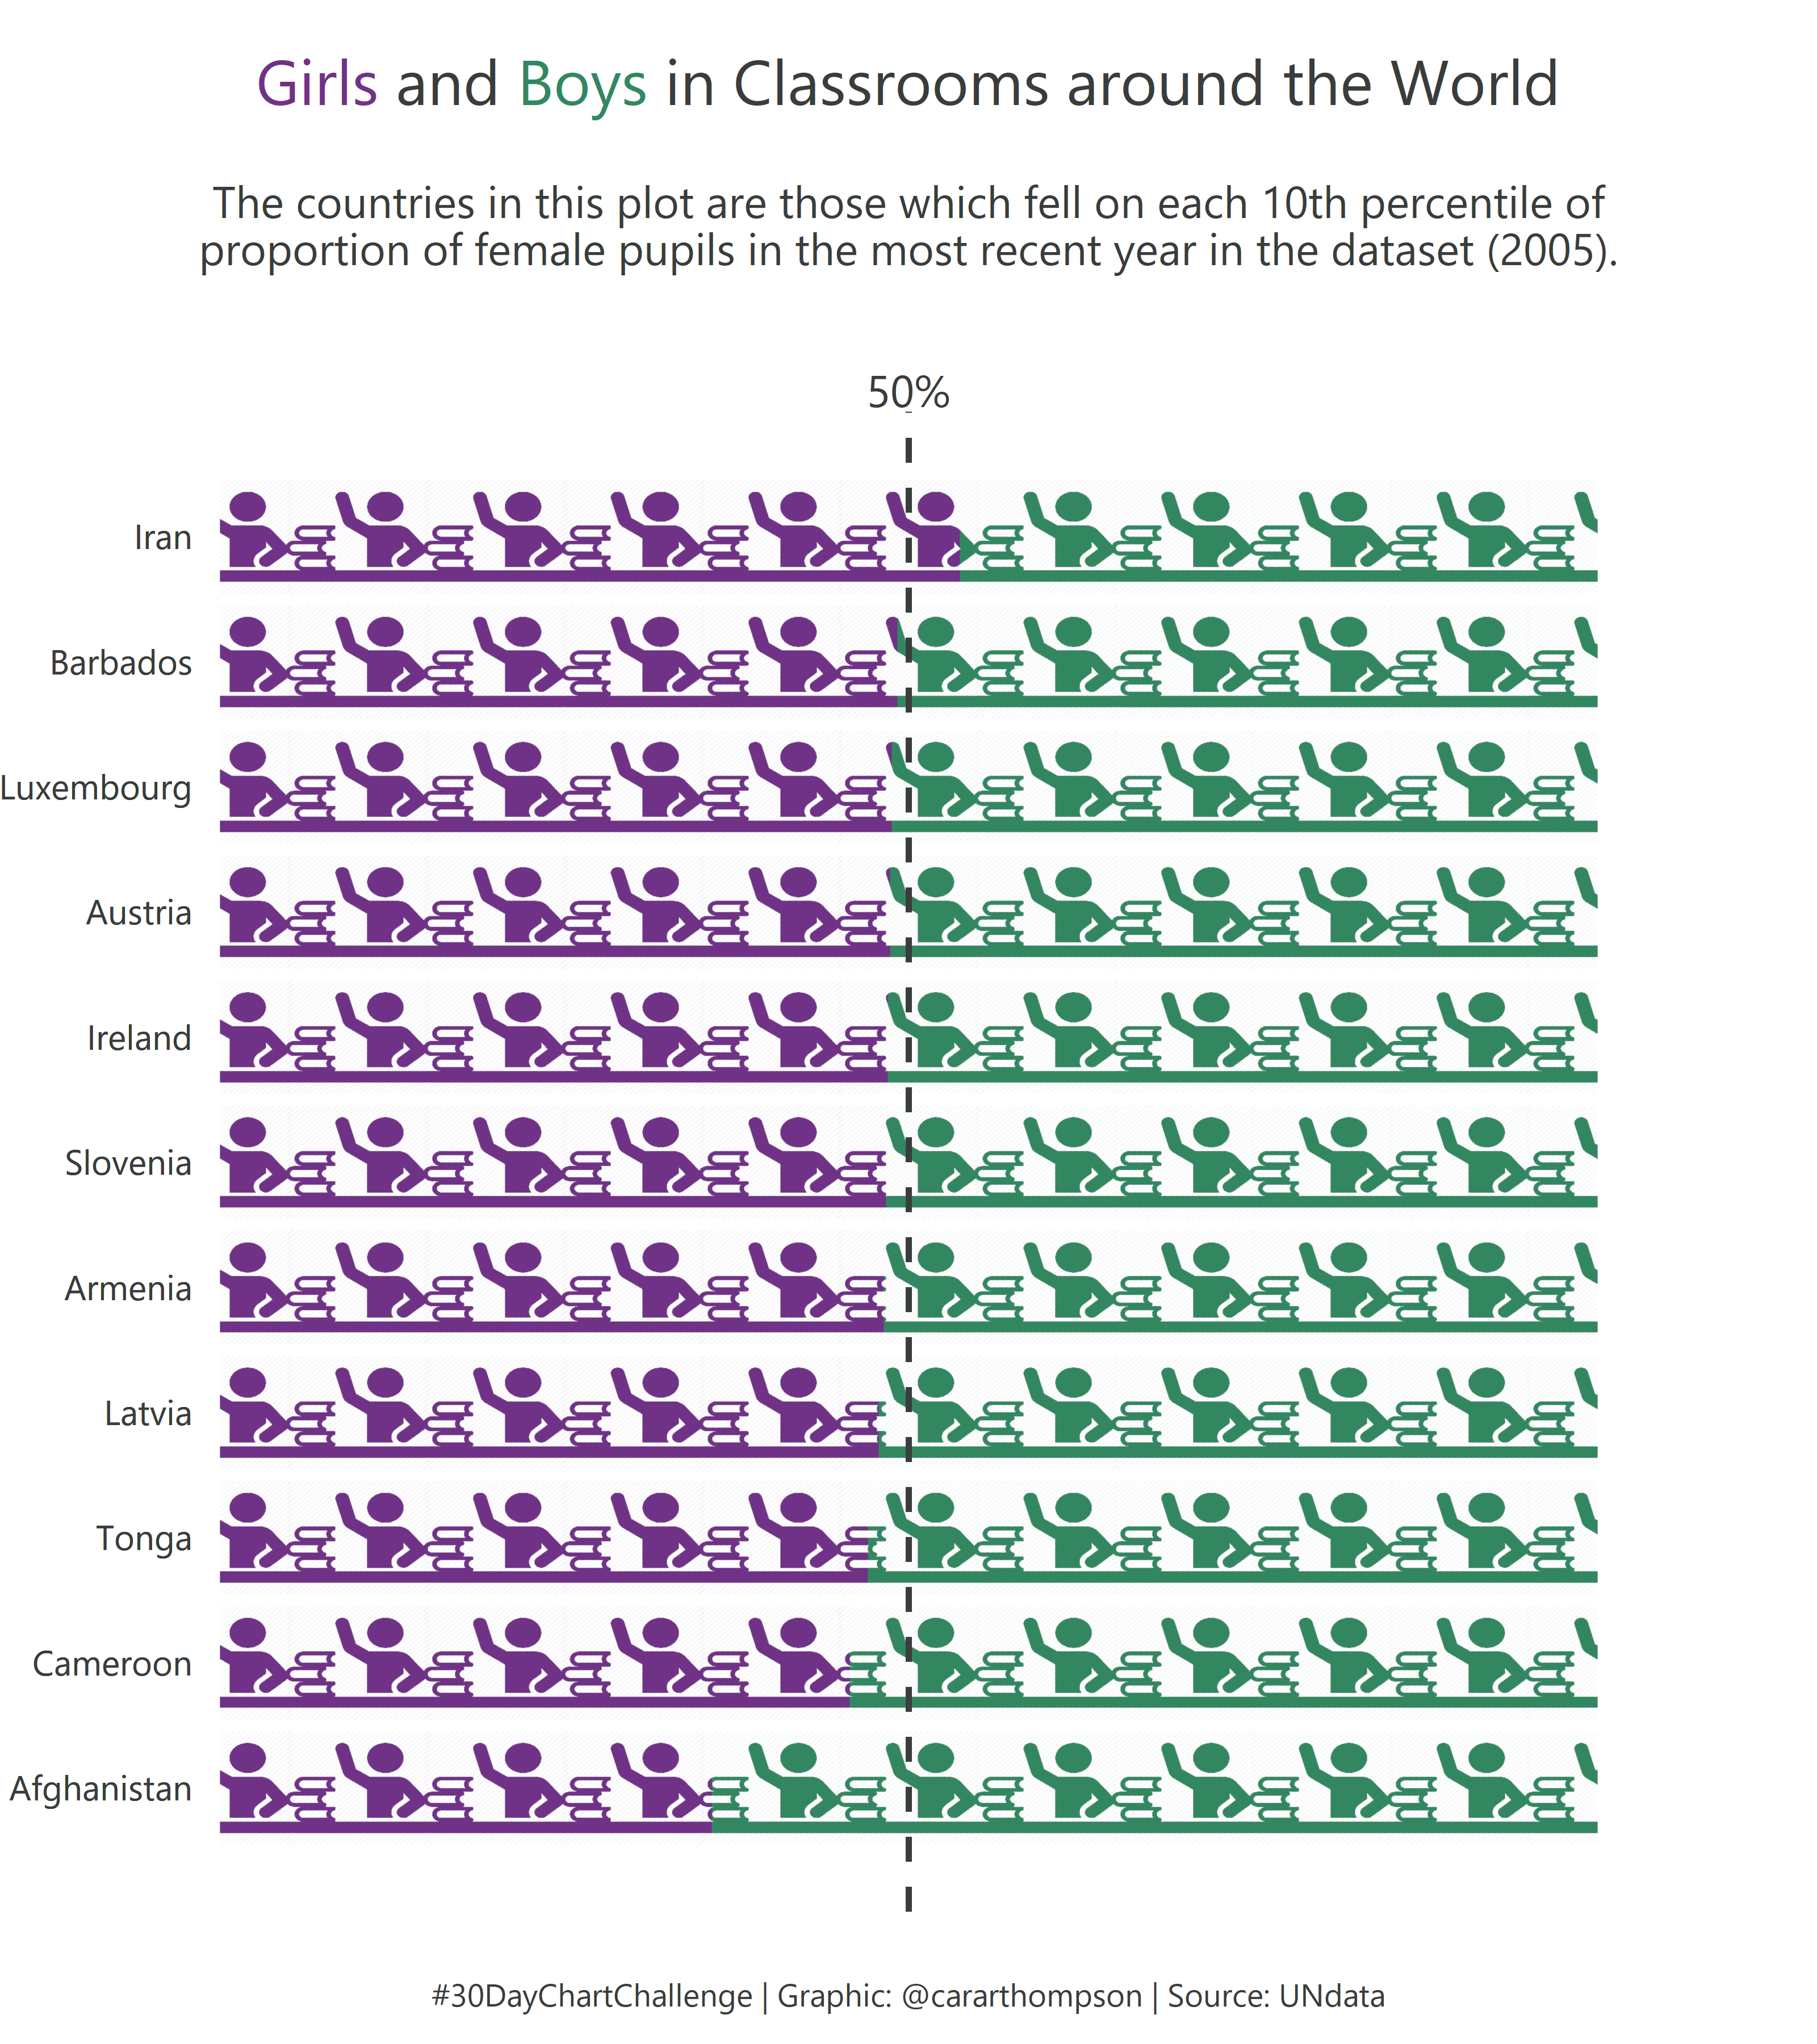 Girls and Boys in Classrooms around the World
The countries in this plot are those which fell on each 10th percentile of
proportion of female pupils in the most recent year in the dataset (2005).
50%
Iran
Barbados
Luxembourg
Austria
Ireland
Slovenia
Armenia
Latvia
Tonga
Cameroon
Afghanistan
#30DayChartChallenge | Graphic: @cararthompson | Source: UNdata